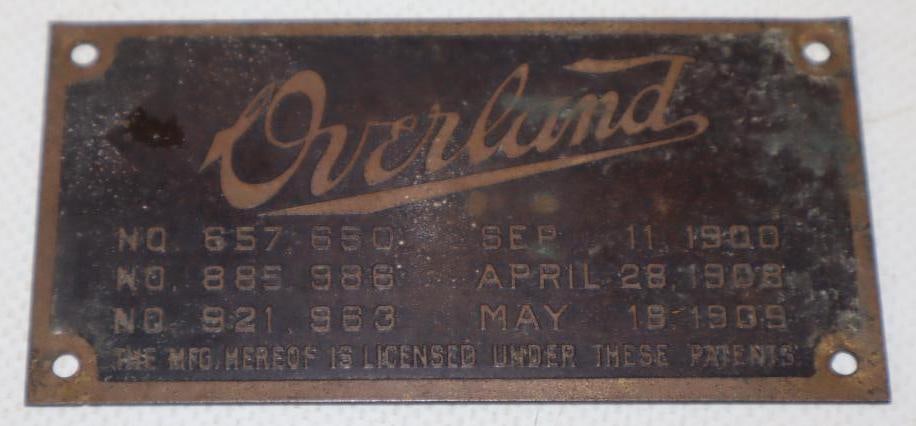 Overland
NO. 657,650 SEP 11, 1900
NO. 885,986 APRIL 28, 1908
NO. 921,963 MAY 18, 1909
THE MFG. HEREOF IS LICENSED UNDER THESE PATENTS